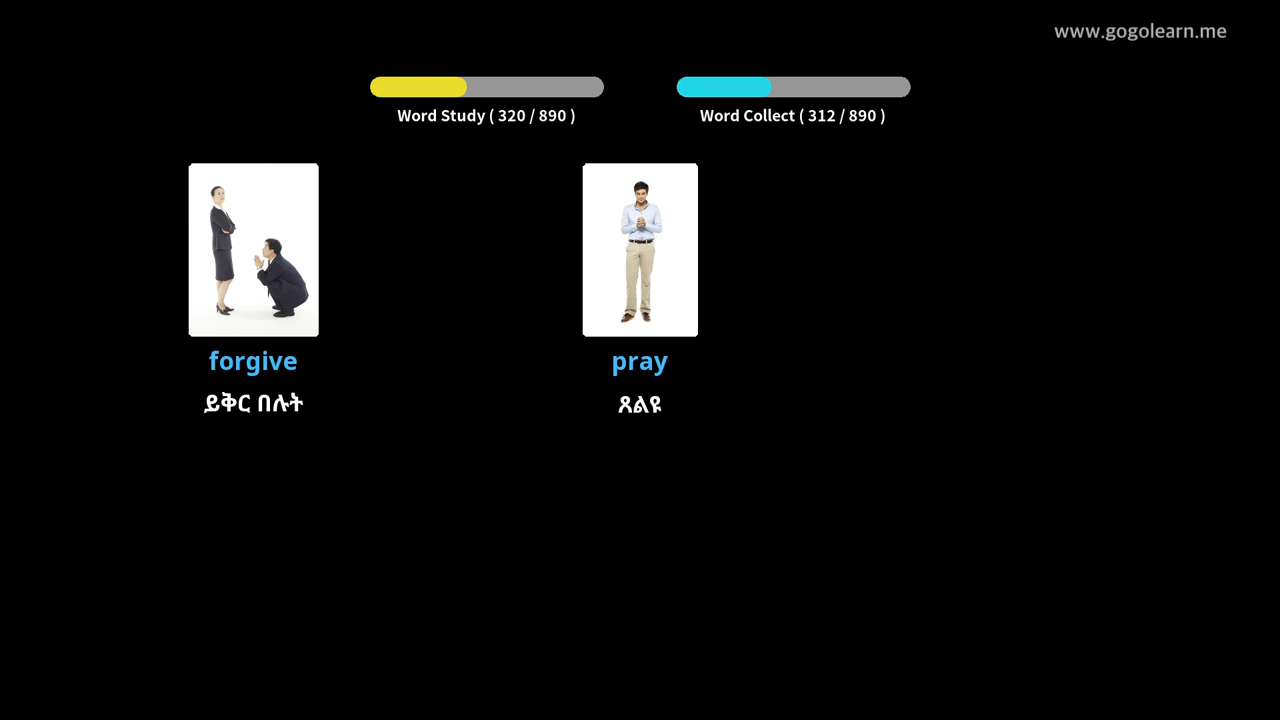 www.gogolearn.me
Word Study ( 320 / 890 )
Word Collect ( 312 / 890 )
forgive
ይቅር በሉት
pray
ጸልዩ